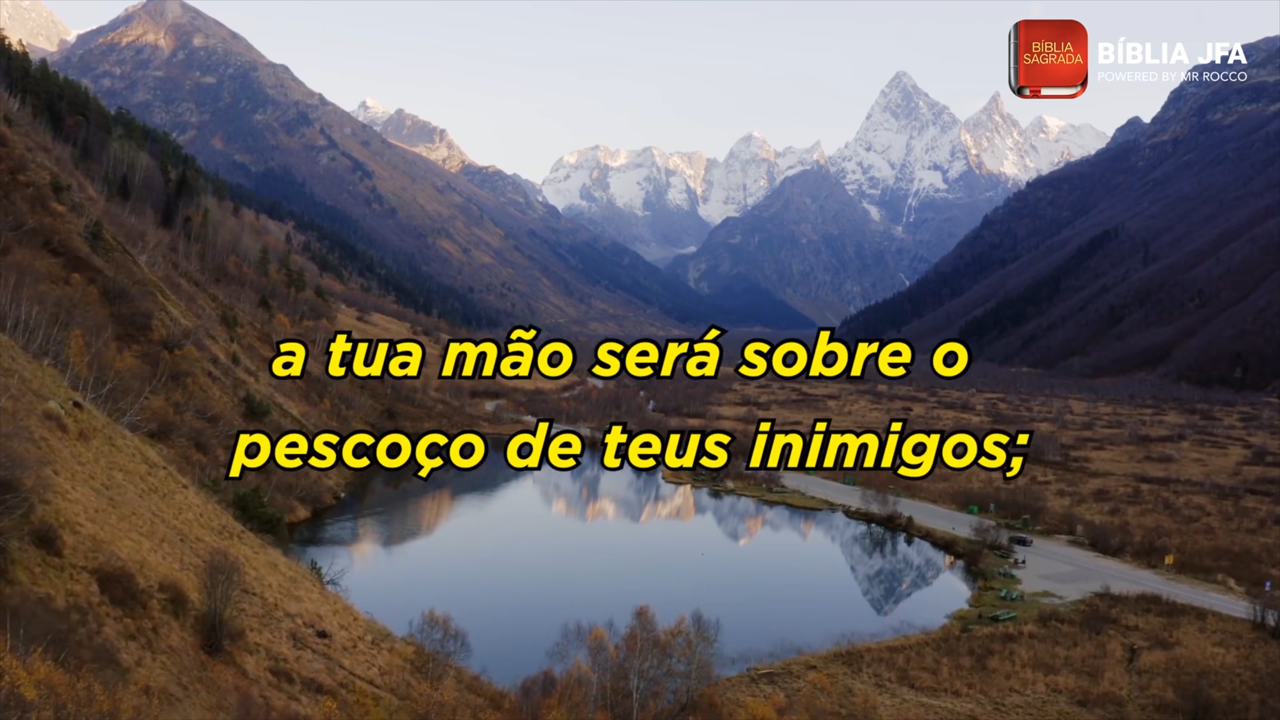 BÍBLIA
SAGRADA
BÍBLIA JFA
POWERED BY MR ROCCO
a tua mão será sobre o
pescoço de teus inimigos;